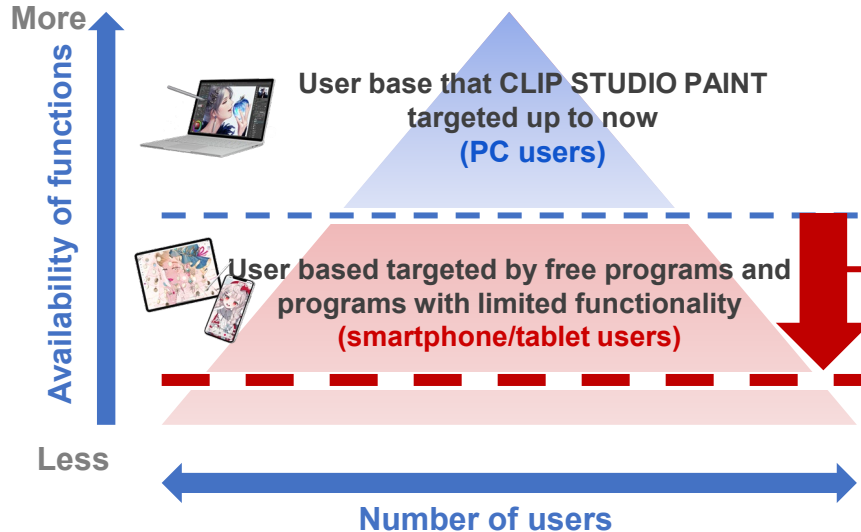 More
Availability of functions
User base that CLIP STUDIO PAINT
targeted up to now
(PC users)
User based targeted by free programs and
programs with limited functionality
(smartphone/tablet users)
Less
Number of users